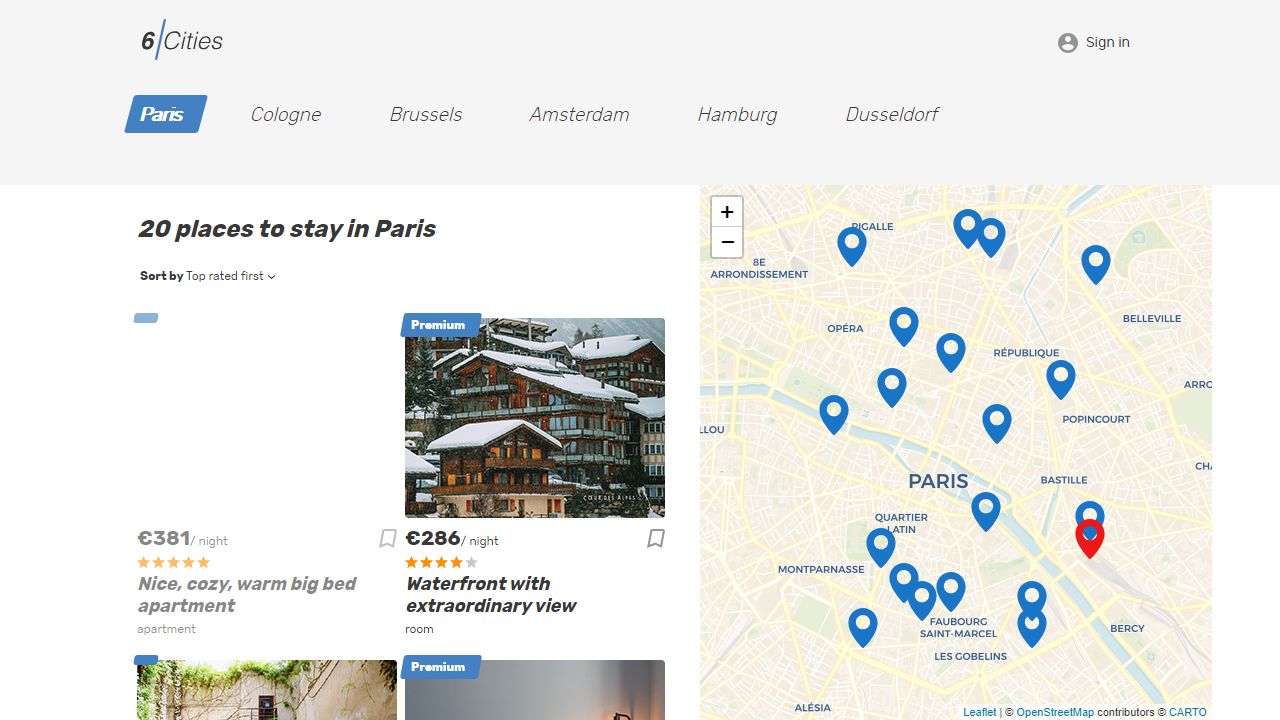 6 Cities
Sign in
Paris
Cologne
Brussels
Amsterdam
Hamburg
Dusseldorf
20 places to stay in Paris
Sort by Top rated first
€381/ night
Nice, cozy, warm big bed
apartment
apartment
Premium
COEUR DES ALPES
€286/ night
Waterfront with
extraordinary view
room
Premium
+
−
PIGALLE
8E
ARRONDISSEMENT
BELLEVILLE
OPÉRA
RÉPUBLIQUE
ARRO
POPINCOURT
LLOU
CHA
PARIS
BASTILLE
QUARTIER
LATIN
MONTPARNASSE
FAUBOURG
SAINT-MARCEL
BERCY
LES GOBELINS
ALÉSIA
Leaflet | © OpenStreetMap contributors © CARTO